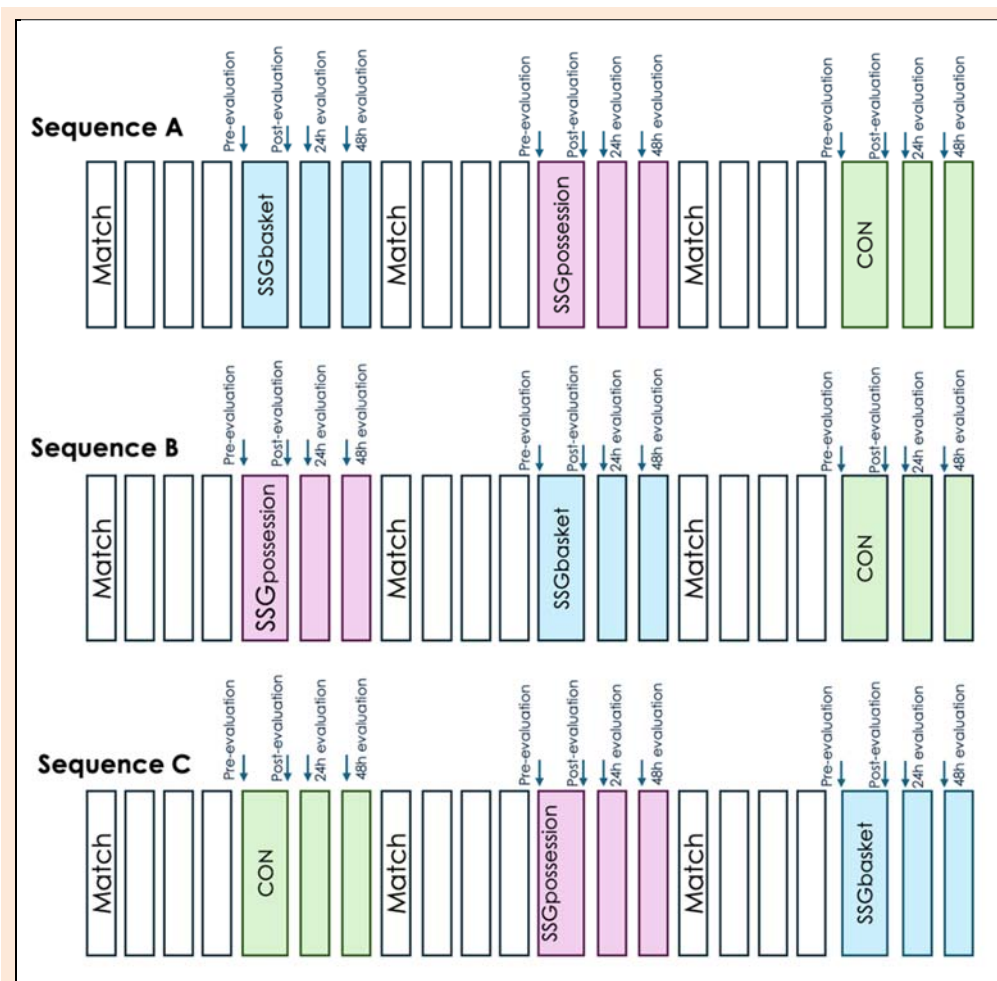 Pre-evaluation
Post-evaluation
24h evaluation
48h evaluation
Pre-evaluation
Post-evaluation
24h evaluation
48h evaluation
Pre-evaluation
Post-evaluation
24h evaluation
48h evaluation
Sequence A
Match
SSGbasket
Match
SSGpossession
Match
CON
Pre-evaluation
Post-evaluation
24h evaluation
48h evaluation
Pre-evaluation
Post-evaluation
24h evaluation
48h evaluation
Pre-evaluation
Post-evaluation
24h evaluation
48h evaluation
Sequence B
Match
SSGpossession
Match
SSGbasket
Match
CON
Pre-evaluation
Post-evaluation
24h evaluation
48h evaluation
Pre-evaluation
Post-evaluation
24h evaluation
48h evaluation
Pre-evaluation
Post-evaluation
24h evaluation
48h evaluation
Sequence C
Match
CON
Match
SSGpossession
Match
SSGbasket